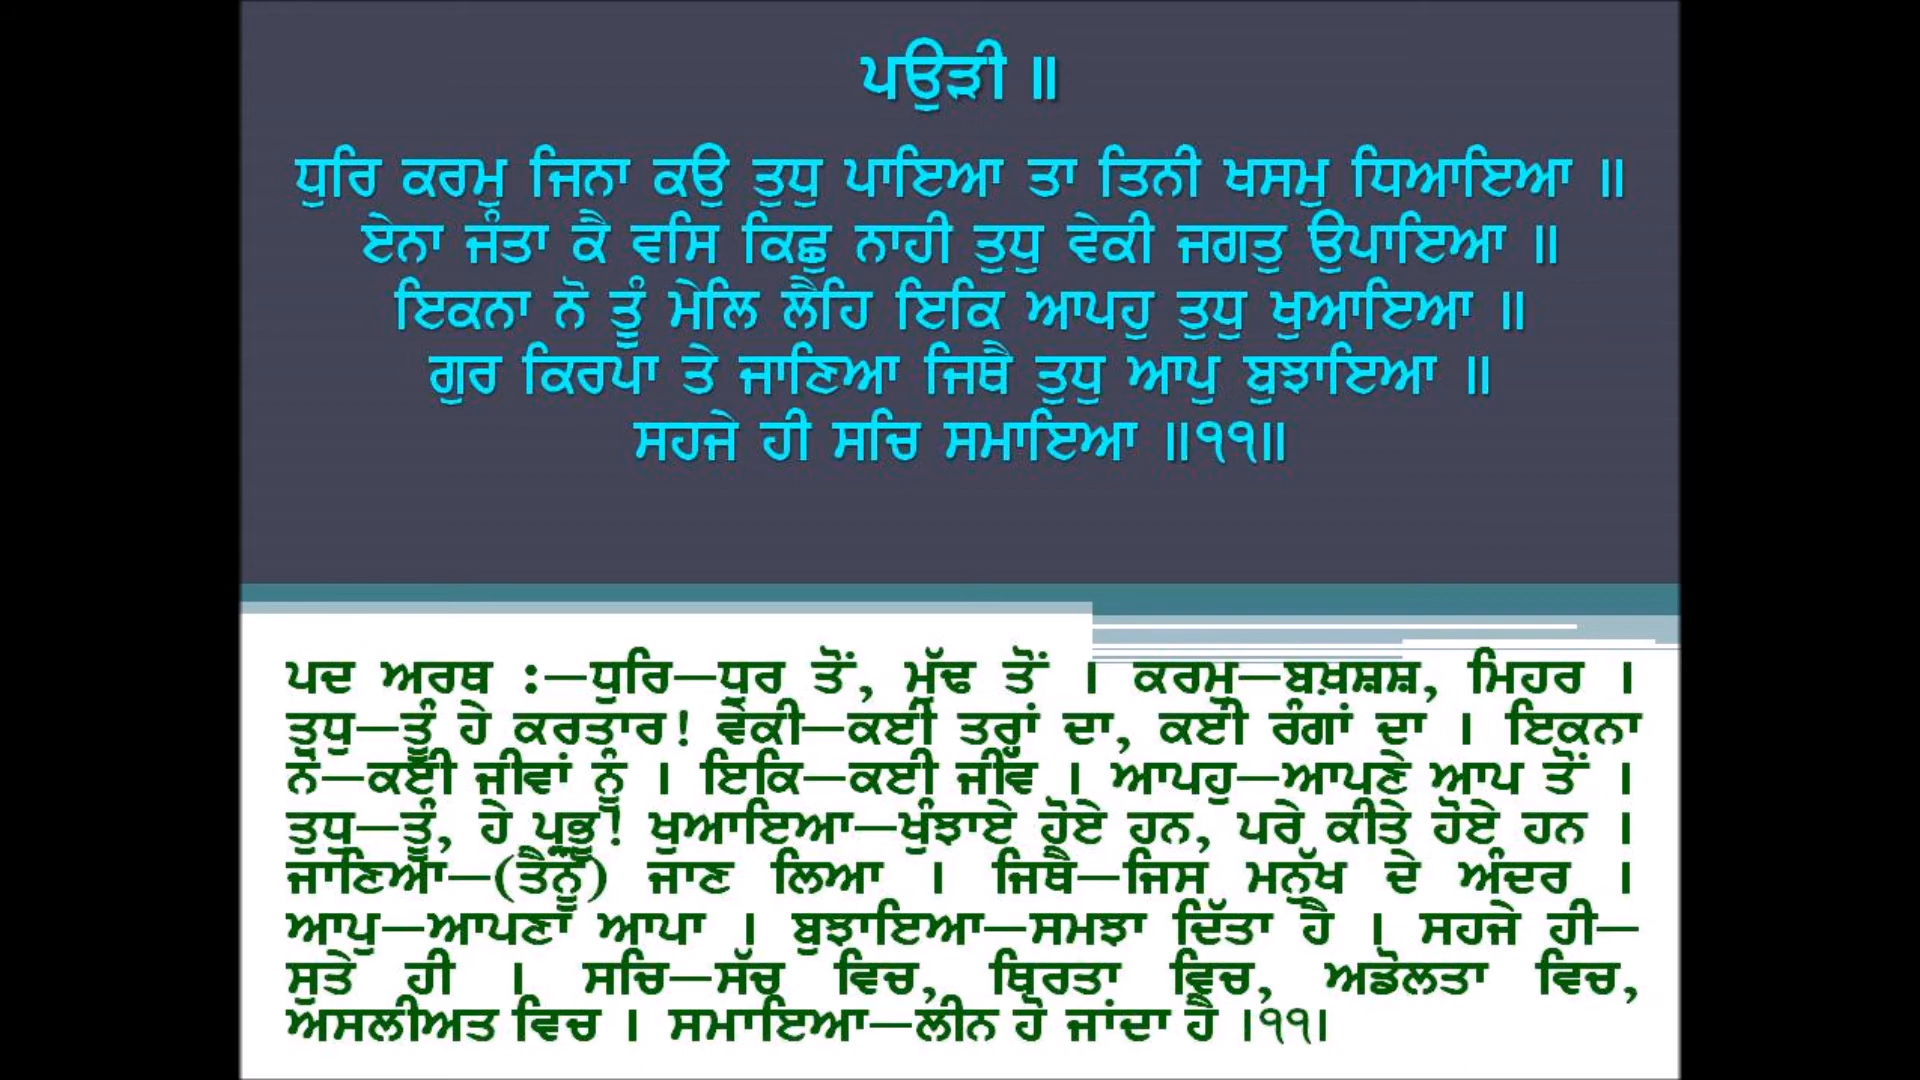 ਪਉੜੀ ॥
ਧੁਰਿ ਕਰਮੁ ਜਿਨਾ ਕਉ ਤੁਧੁ ਪਾਇਆ ਤਾ ਤਿਨੀ ਖਸਮੁ ਧਿਆਇਆ ॥
ਏਨਾ ਜੰਤਾ ਕੈ ਵਸਿ ਕਿਛੁ ਨਾਹੀ ਤੁਧੁ ਵੇਕੀ ਜਗਤੁ ਉਪਾਇਆ ॥
ਇਕਨਾ ਨੋ ਤੂੰ ਮੇਲਿ ਲੈਹਿ ਇਕਿ ਆਪਹੁ ਤੁਧੁ ਖੁਆਇਆ ॥
ਗੁਰ ਕਿਰਪਾ ਤੇ ਜਾਣਿਆ ਜਿਥੈ ਤੁਧੁ ਆਪੁ ਬੁਝਾਇਆ ॥
ਸਹਜੇ ਹੀ ਸਚਿ ਸਮਾਇਆ ॥੧੧॥
ਪਦ ਅਰਥ :—ਧੁਰਿ—ਧੁਰ ਤੋਂ, ਮੁੱਢ ਤੋਂ । ਕਰਮੁ—ਬਖ਼ਸ਼ਸ਼, ਮਿਹਰ ।
ਤੁਧੁ—ਤੂੰ ਹੇ ਕਰਤਾਰ! ਵੇਕੀ—ਕਈ ਤਰ੍ਹਾਂ ਦਾ, ਕਈ ਰੰਗਾਂ ਦਾ । ਇਕਨਾ
ਨੋ—ਕਈ ਜੀਵਾਂ ਨੂੰ । ਇਕਿ—ਕਈ ਜੀਵ । ਆਪਹੁ—ਆਪਣੇ ਆਪ ਤੋਂ ।
ਤੁਧੁ—ਤੂੰ, ਹੇ ਪ੍ਰਭੂ! ਖੁਆਇਆ—ਖੁੰਝਾਏ ਹੋਏ ਹਨ, ਪਰੇ ਕੀਤੇ ਹੋਏ ਹਨ ।
ਜਾਣਿਆ—(ਤੈਨੂੰ) ਜਾਣ ਲਿਆ । ਜਿਥੈ—ਜਿਸ ਮਨੁੱਖ ਦੇ ਅੰਦਰ ।
ਆਪੁ—ਆਪਣਾ ਆਪਾ । ਬੁਝਾਇਆ—ਸਮਝਾ ਦਿੱਤਾ ਹੈ । ਸਹਜੇ ਹੀ—
ਸੁਤੇ ਹੀ । ਸਚਿ—ਸੱਚ ਵਿਚ, ਥਿਰਤਾ ਵਿਚ, ਅਡੋਲਤਾ ਵਿਚ,
ਅਸਲੀਅਤ ਵਿਚ । ਸਮਾਇਆ—ਲੀਨ ਹੋ ਜਾਂਦਾ ਹੈ ।੧੧।